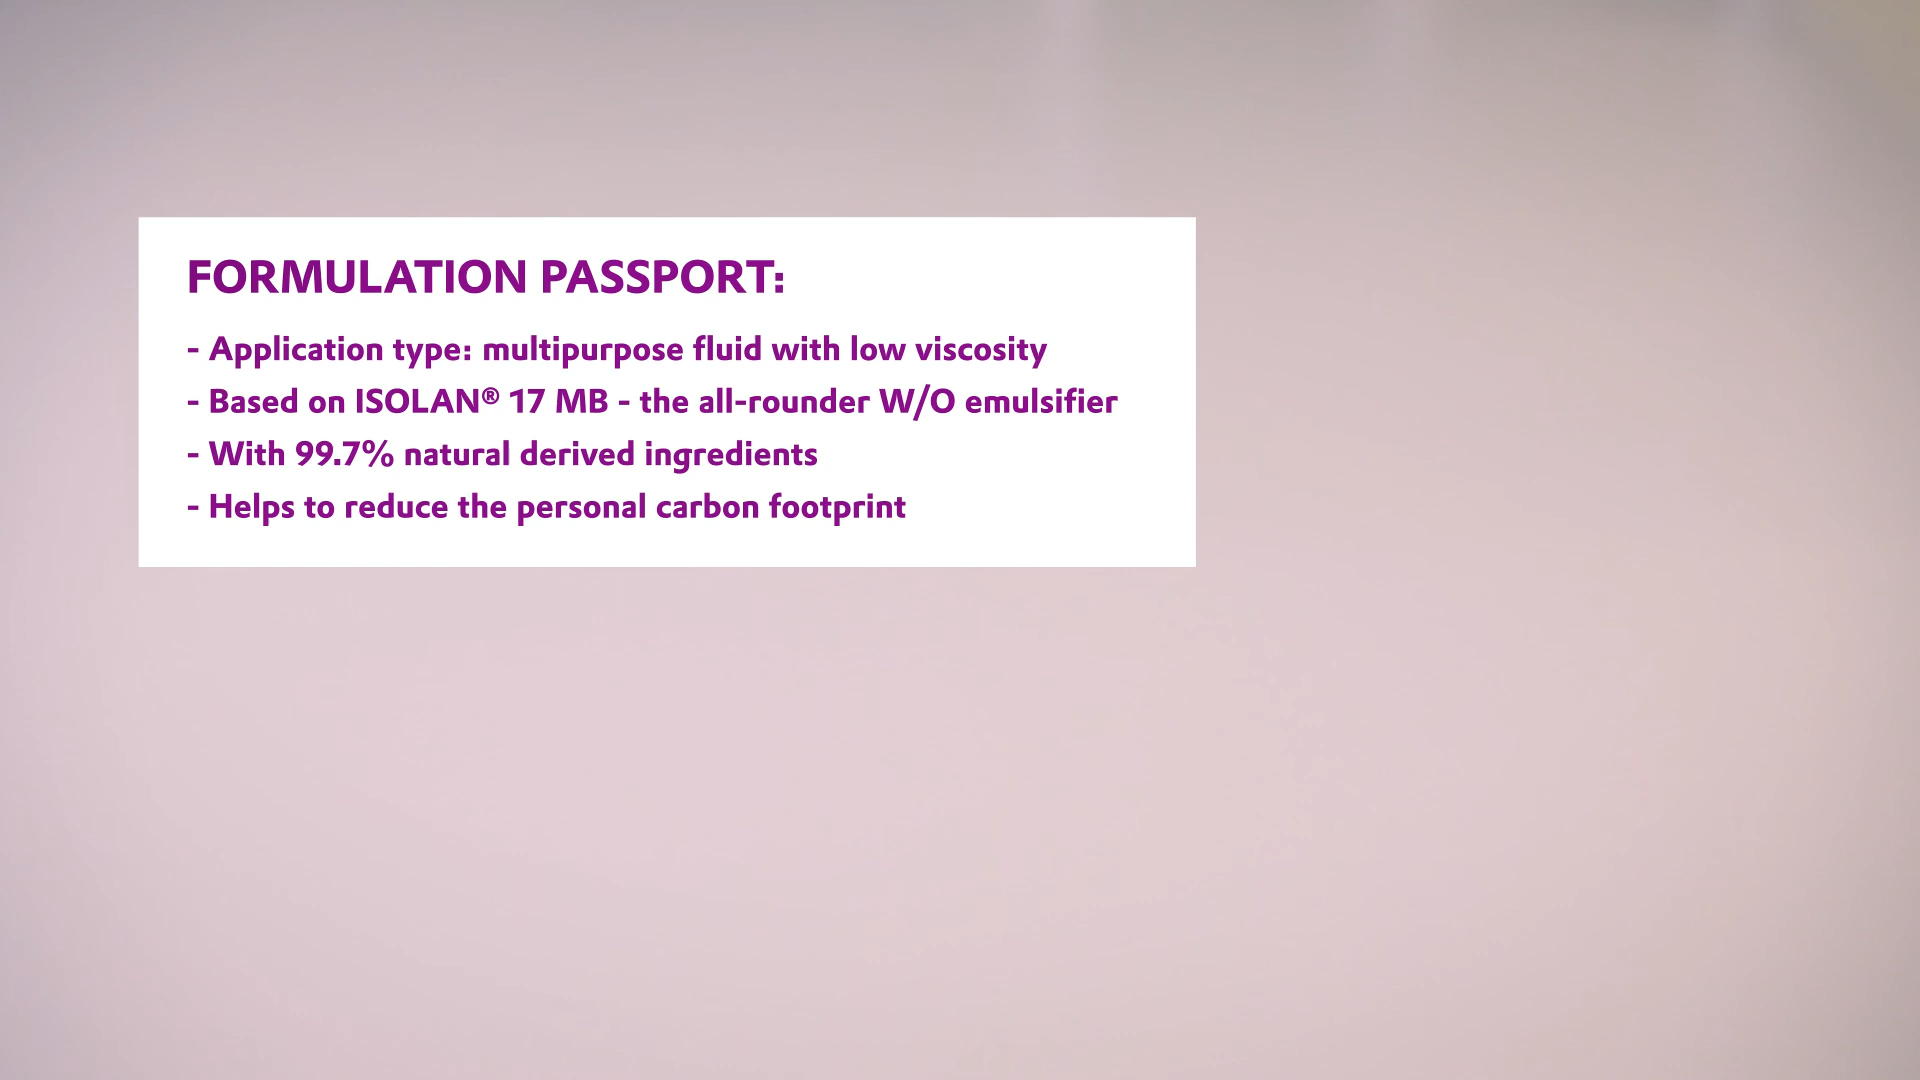 FORMULATION PASSPORT:
- Application type: multipurpose fluid with low viscosity
- Based on ISOLAN® 17 MB - the all-rounder W/O emulsifier
- With 99.7% natural derived ingredients
- Helps to reduce the personal carbon footprint